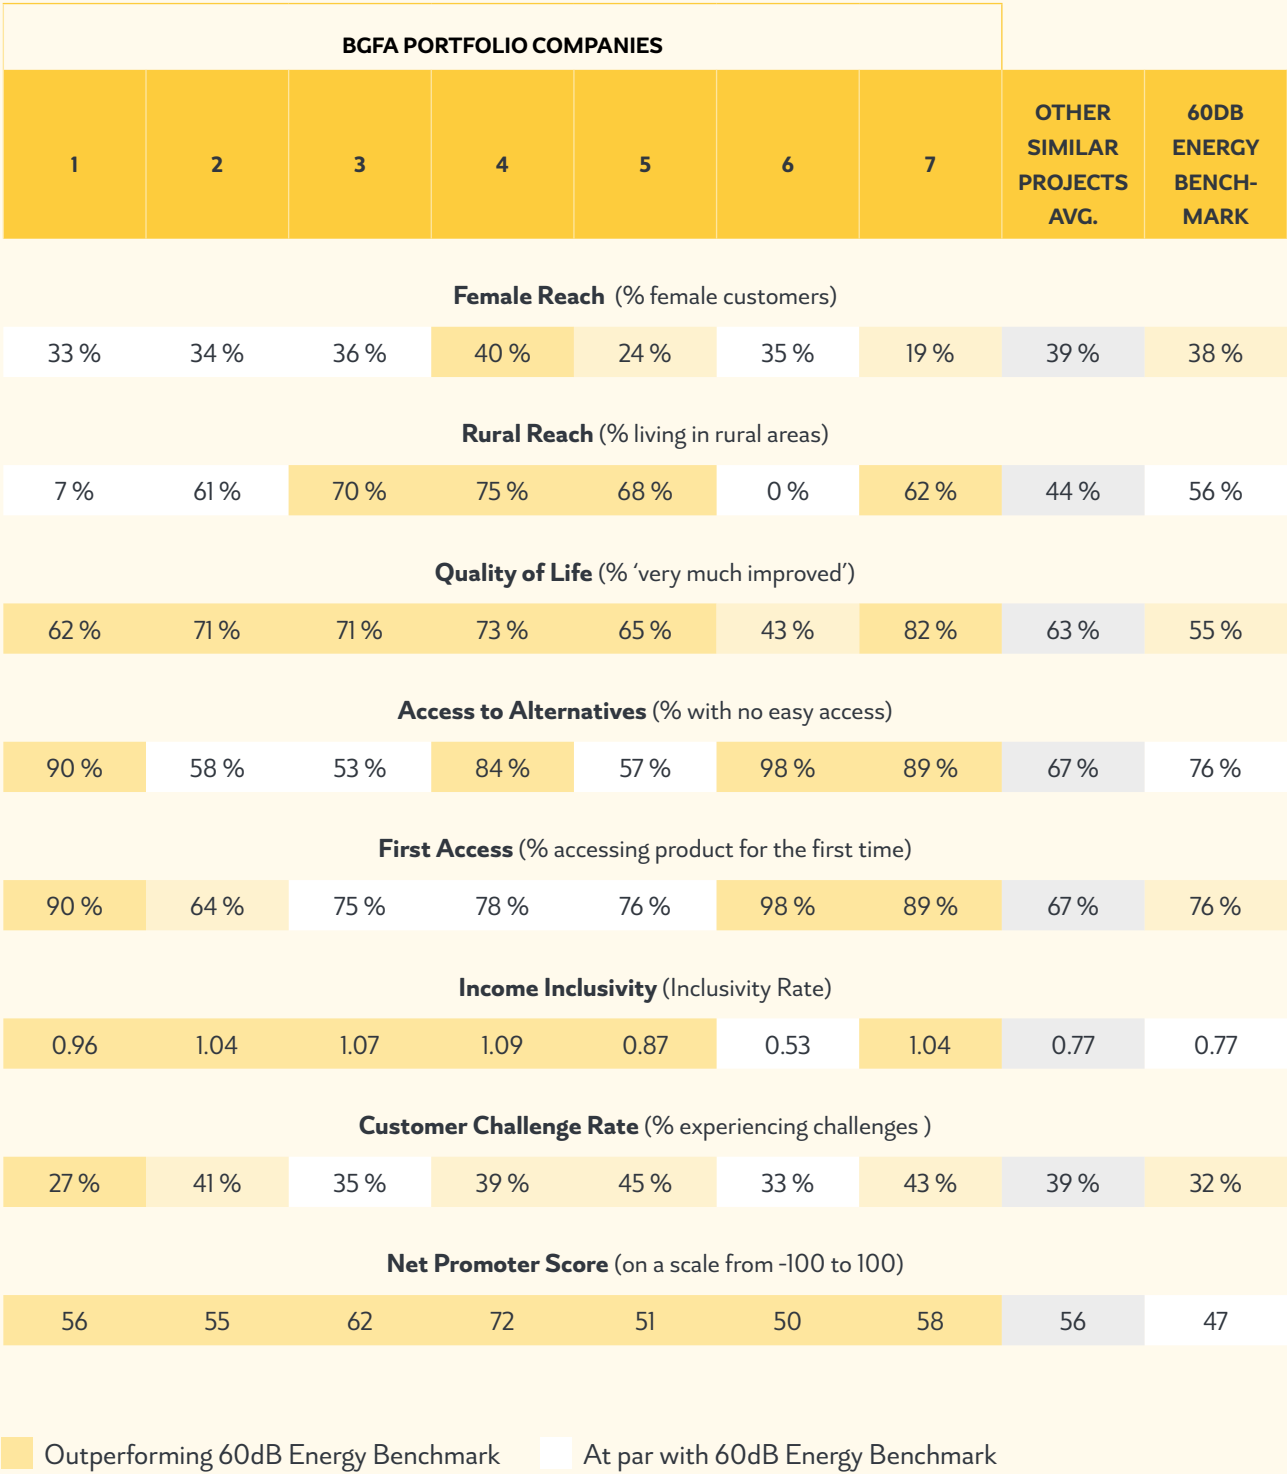 BGFA PORTFOLIO COMPANIES
1 2 3 4 5 6 7 OTHER SIMILAR PROJECTS AVG. 60DB ENERGY BENCH-MARK
Female Reach (% female customers)
33 % 34 % 36 % 40 % 24 % 35 % 19 % 39 % 38 %
Rural Reach (% living in rural areas)
7 % 61 % 70 % 75 % 68 % 0 % 62 % 44 % 56 %
Quality of Life (% ‘very much improved’)
62 % 71 % 71 % 73 % 65 % 43 % 82 % 63 % 55 %
Access to Alternatives (% with no easy access)
90 % 58 % 53 % 84 % 57 % 98 % 89 % 67 % 76 %
First Access (% accessing product for the first time)
90 % 64 % 75 % 78 % 76 % 98 % 89 % 67 % 76 %
Income Inclusivity (Inclusivity Rate)
0.96 1.04 1.07 1.09 0.87 0.53 1.04 0.77 0.77
Customer Challenge Rate (% experiencing challenges )
27 % 41 % 35 % 39 % 45 % 33 % 43 % 39 % 32 %
Net Promoter Score (on a scale from -100 to 100)
56 55 62 72 51 50 58 56 47
Outperforming 60dB Energy Benchmark At par with 60dB Energy Benchmark